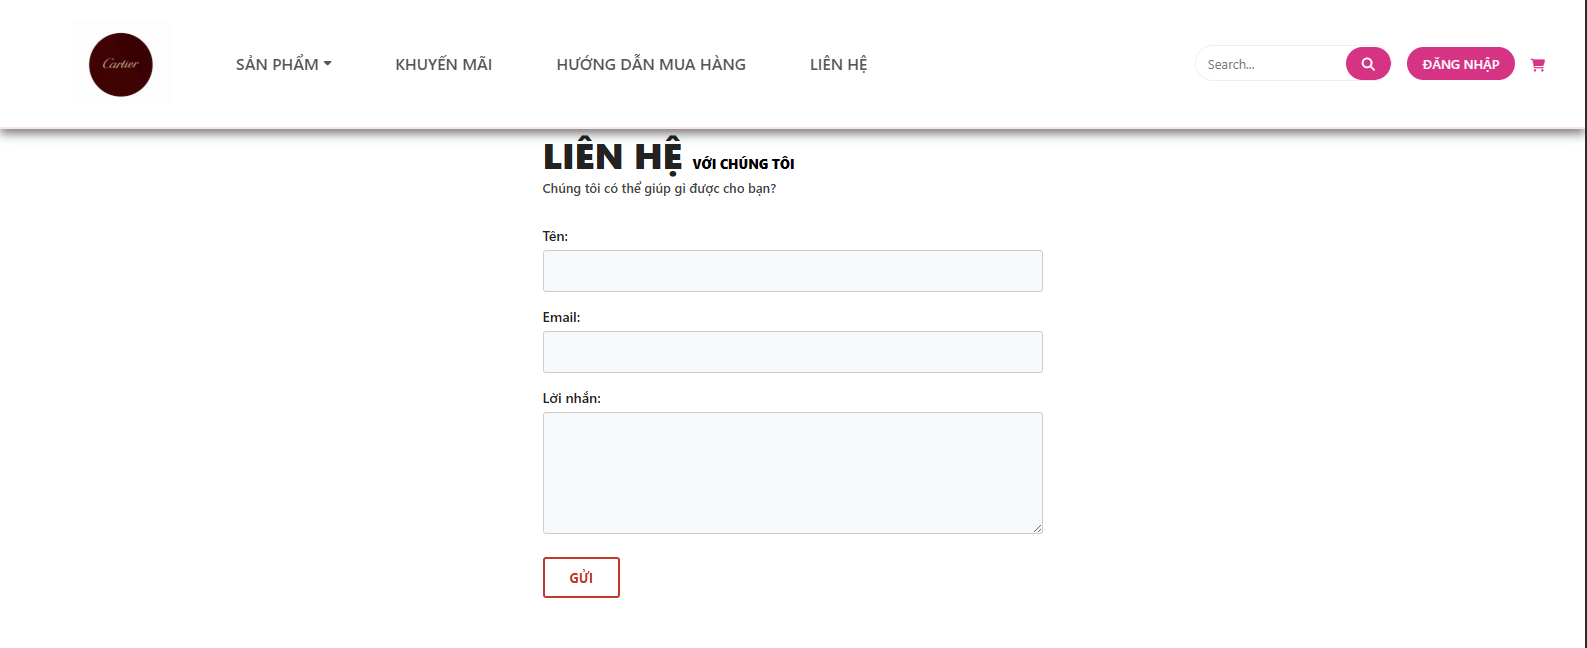 Cartier
SẢN PHẨM
KHUYẾN MÃI
HƯỚNG DẪN MUA HÀNG
LIÊN HỆ
Search...
ĐĂNG NHẬP
LIÊN HỆ VỚI CHÚNG TÔI
Chúng tôi có thể giúp gì được cho bạn?
Tên:
Email:
Lời nhắn:
GỬI